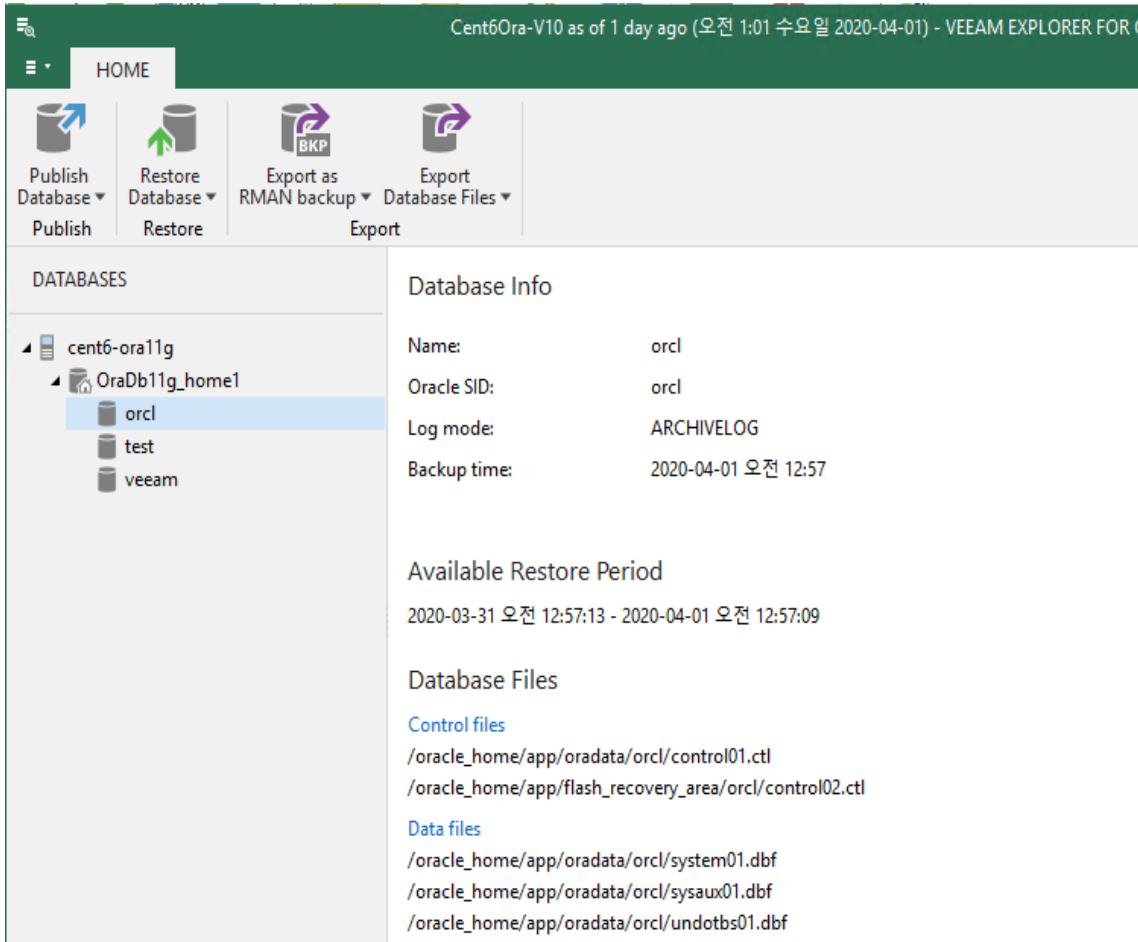 Cent6Ora-V10 as of 1 day ago (오전 1:01 수요일 2020-04-01) - VEEAM EXPLORER FOR
HOME
Publish Database
Restore Database
BKP
Export as RMAN backup
Export Database Files
Publish
Restore
Export
DATABASES
cent6-ora11g
OraDb11g_home1
orcl
test
veeam
Database Info
Name: orcl
Oracle SID: orcl
Log mode: ARCHIVELOG
Backup time: 2020-04-01 오전 12:57
Available Restore Period
2020-03-31 오전 12:57:13 - 2020-04-01 오전 12:57:09
Database Files
Control files
/oracle_home/app/oradata/orcl/control01.ctl
/oracle_home/app/flash_recovery_area/orcl/control02.ctl
Data files
/oracle_home/app/oradata/orcl/system01.dbf
/oracle_home/app/oradata/orcl/sysaux01.dbf
/oracle_home/app/oradata/orcl/undotbs01.dbf